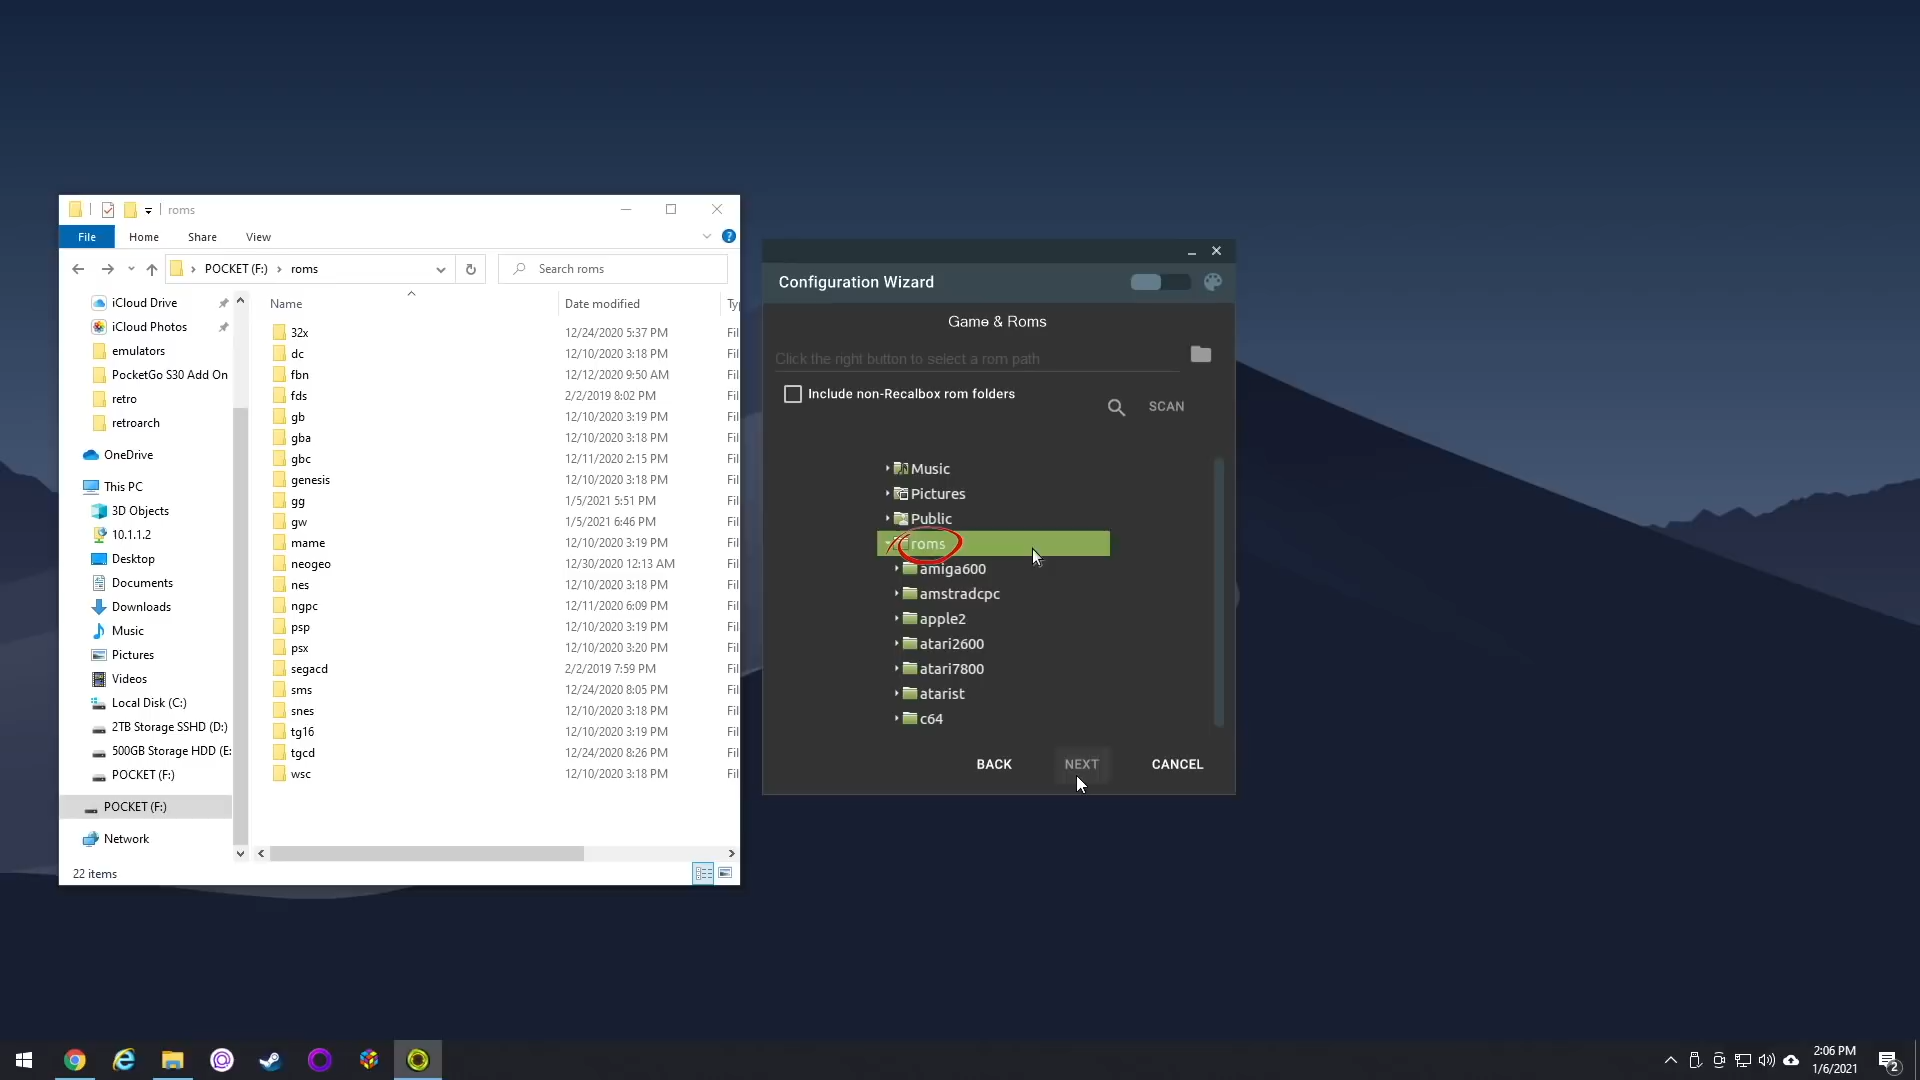 roms
File
Home
Share
View
POCKET (F:)
roms
Search roms
iCloud Drive
iCloud Photos
emulators
PocketGo S30 Add On
retro
retroarch
OneDrive
This PC
3D Objects
10.1.1.2
Desktop
Documents
Downloads
Music
Pictures
Videos
Local Disk (C:)
2TB Storage SSHD (D:)
500GB Storage HDD (E:
POCKET (F:)
POCKET (F:)
Network
Name Date modified Ty
32x 12/24/2020 5:37 PM Fil
dc 12/10/2020 3:18 PM Fil
fbn 12/12/2020 9:50 AM Fil
fds 2/2/2019 8:02 PM Fil
gb 12/10/2020 3:19 PM Fil
gba 12/10/2020 3:18 PM Fil
gbc 12/11/2020 2:15 PM Fil
genesis 12/10/2020 3:18 PM Fil
gg 1/5/2021 5:51 PM Fil
gw 1/5/2021 6:46 PM Fil
mame 12/10/2020 3:19 PM Fil
neogeo 12/30/2020 12:13 AM Fil
nes 12/10/2020 3:18 PM Fil
ngpc 12/11/2020 6:09 PM Fil
psp 12/10/2020 3:19 PM Fil
psx 12/10/2020 3:20 PM Fil
segacd 2/2/2019 7:59 PM Fil
sms 12/24/2020 8:05 PM Fil
snes 12/10/2020 3:18 PM Fil
tg16 12/10/2020 3:19 PM Fil
tgcd 12/24/2020 8:26 PM Fil
wsc 12/10/2020 3:18 PM Fil
22 items
Configuration Wizard
Game & Roms
Click the right button to select a rom path
Include non-Recalbox rom folders
SCAN
Music
Pictures
Public
roms
amiga600
amstradcpc
apple2
atari2600
atari7800
atarist
c64
BACK
NEXT
CANCEL
2:06 PM
1/6/2021
2